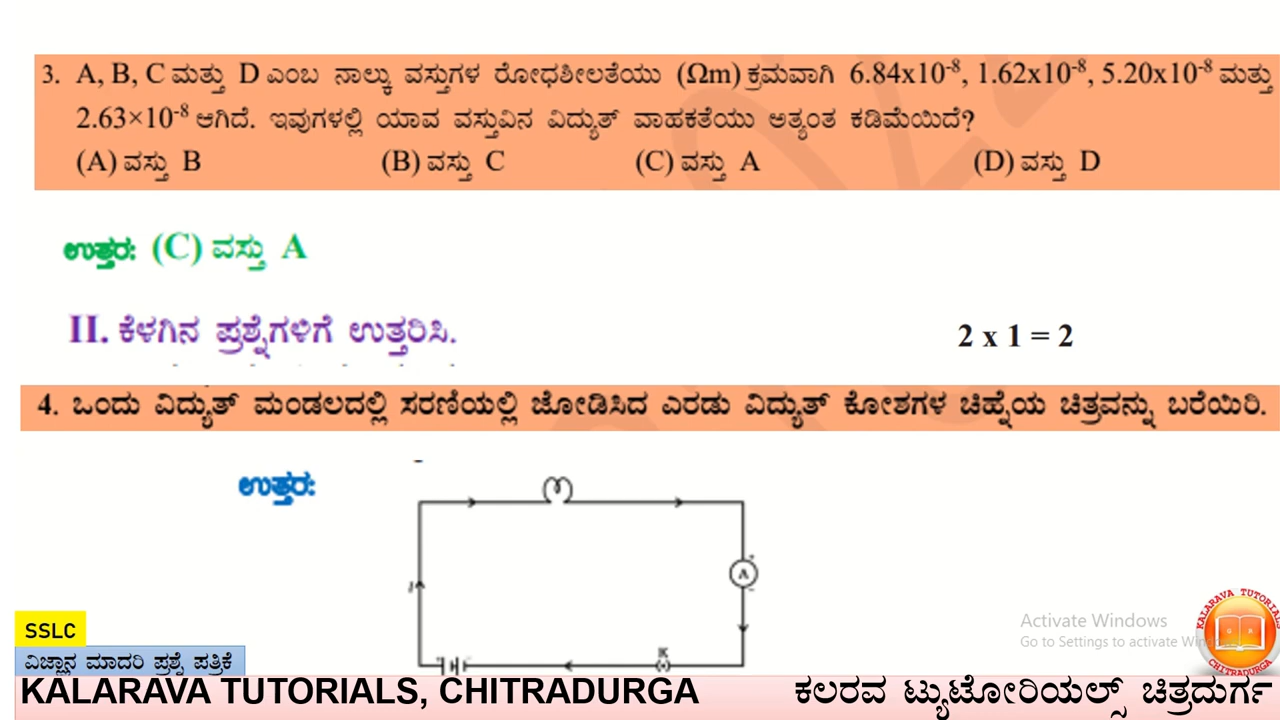 3. A, B, C ಮತ್ತು D ಎಂಬ ನಾಲ್ಕು ವಸ್ತುಗಳ ರೋಧಶೀಲತೆಯು (Ωm) ಕ್ರಮವಾಗಿ 6.84x10⁻⁸, 1.62x10⁻⁸, 5.20x10⁻⁸ ಮತ್ತು
2.63×10⁻⁸ ಆಗಿದೆ. ಇವುಗಳಲ್ಲಿ ಯಾವ ವಸ್ತುವಿನ ವಿದ್ಯುತ್ ವಾಹಕತೆಯು ಅತ್ಯಂತ ಕಡಿಮೆಯಿದೆ?
(A) ವಸ್ತು B (B) ವಸ್ತು C (C) ವಸ್ತು A (D) ವಸ್ತು D
ಉತ್ತರ: (C) ವಸ್ತು A
II. ಕೆಳಗಿನ ಪ್ರಶ್ನೆಗಳಿಗೆ ಉತ್ತರಿಸಿ. 2 x 1 = 2
4. ಒಂದು ವಿದ್ಯುತ್ ಮಂಡಲದಲ್ಲಿ ಸರಣಿಯಲ್ಲಿ ಜೋಡಿಸಿದ ಎರಡು ವಿದ್ಯುತ್ ಕೋಶಗಳ ಚಿಹ್ನೆಯ ಚಿತ್ರವನ್ನು ಬರೆಯಿರಿ.
ಉತ್ತರ:
A
K
SSLC
ವಿಜ್ಞಾನ ಮಾದರಿ ಪ್ರಶ್ನೆ ಪತ್ರಿಕೆ
Activate Windows
Go to Settings to activate
KALARAVA TUTORIALS
CHITRADURGA
KALARAVA TUTORIALS, CHITRADURGA ಕಲರವ ಟ್ಯುಟೋರಿಯಲ್ಸ್ ಚಿತ್ರದುರ್ಗ